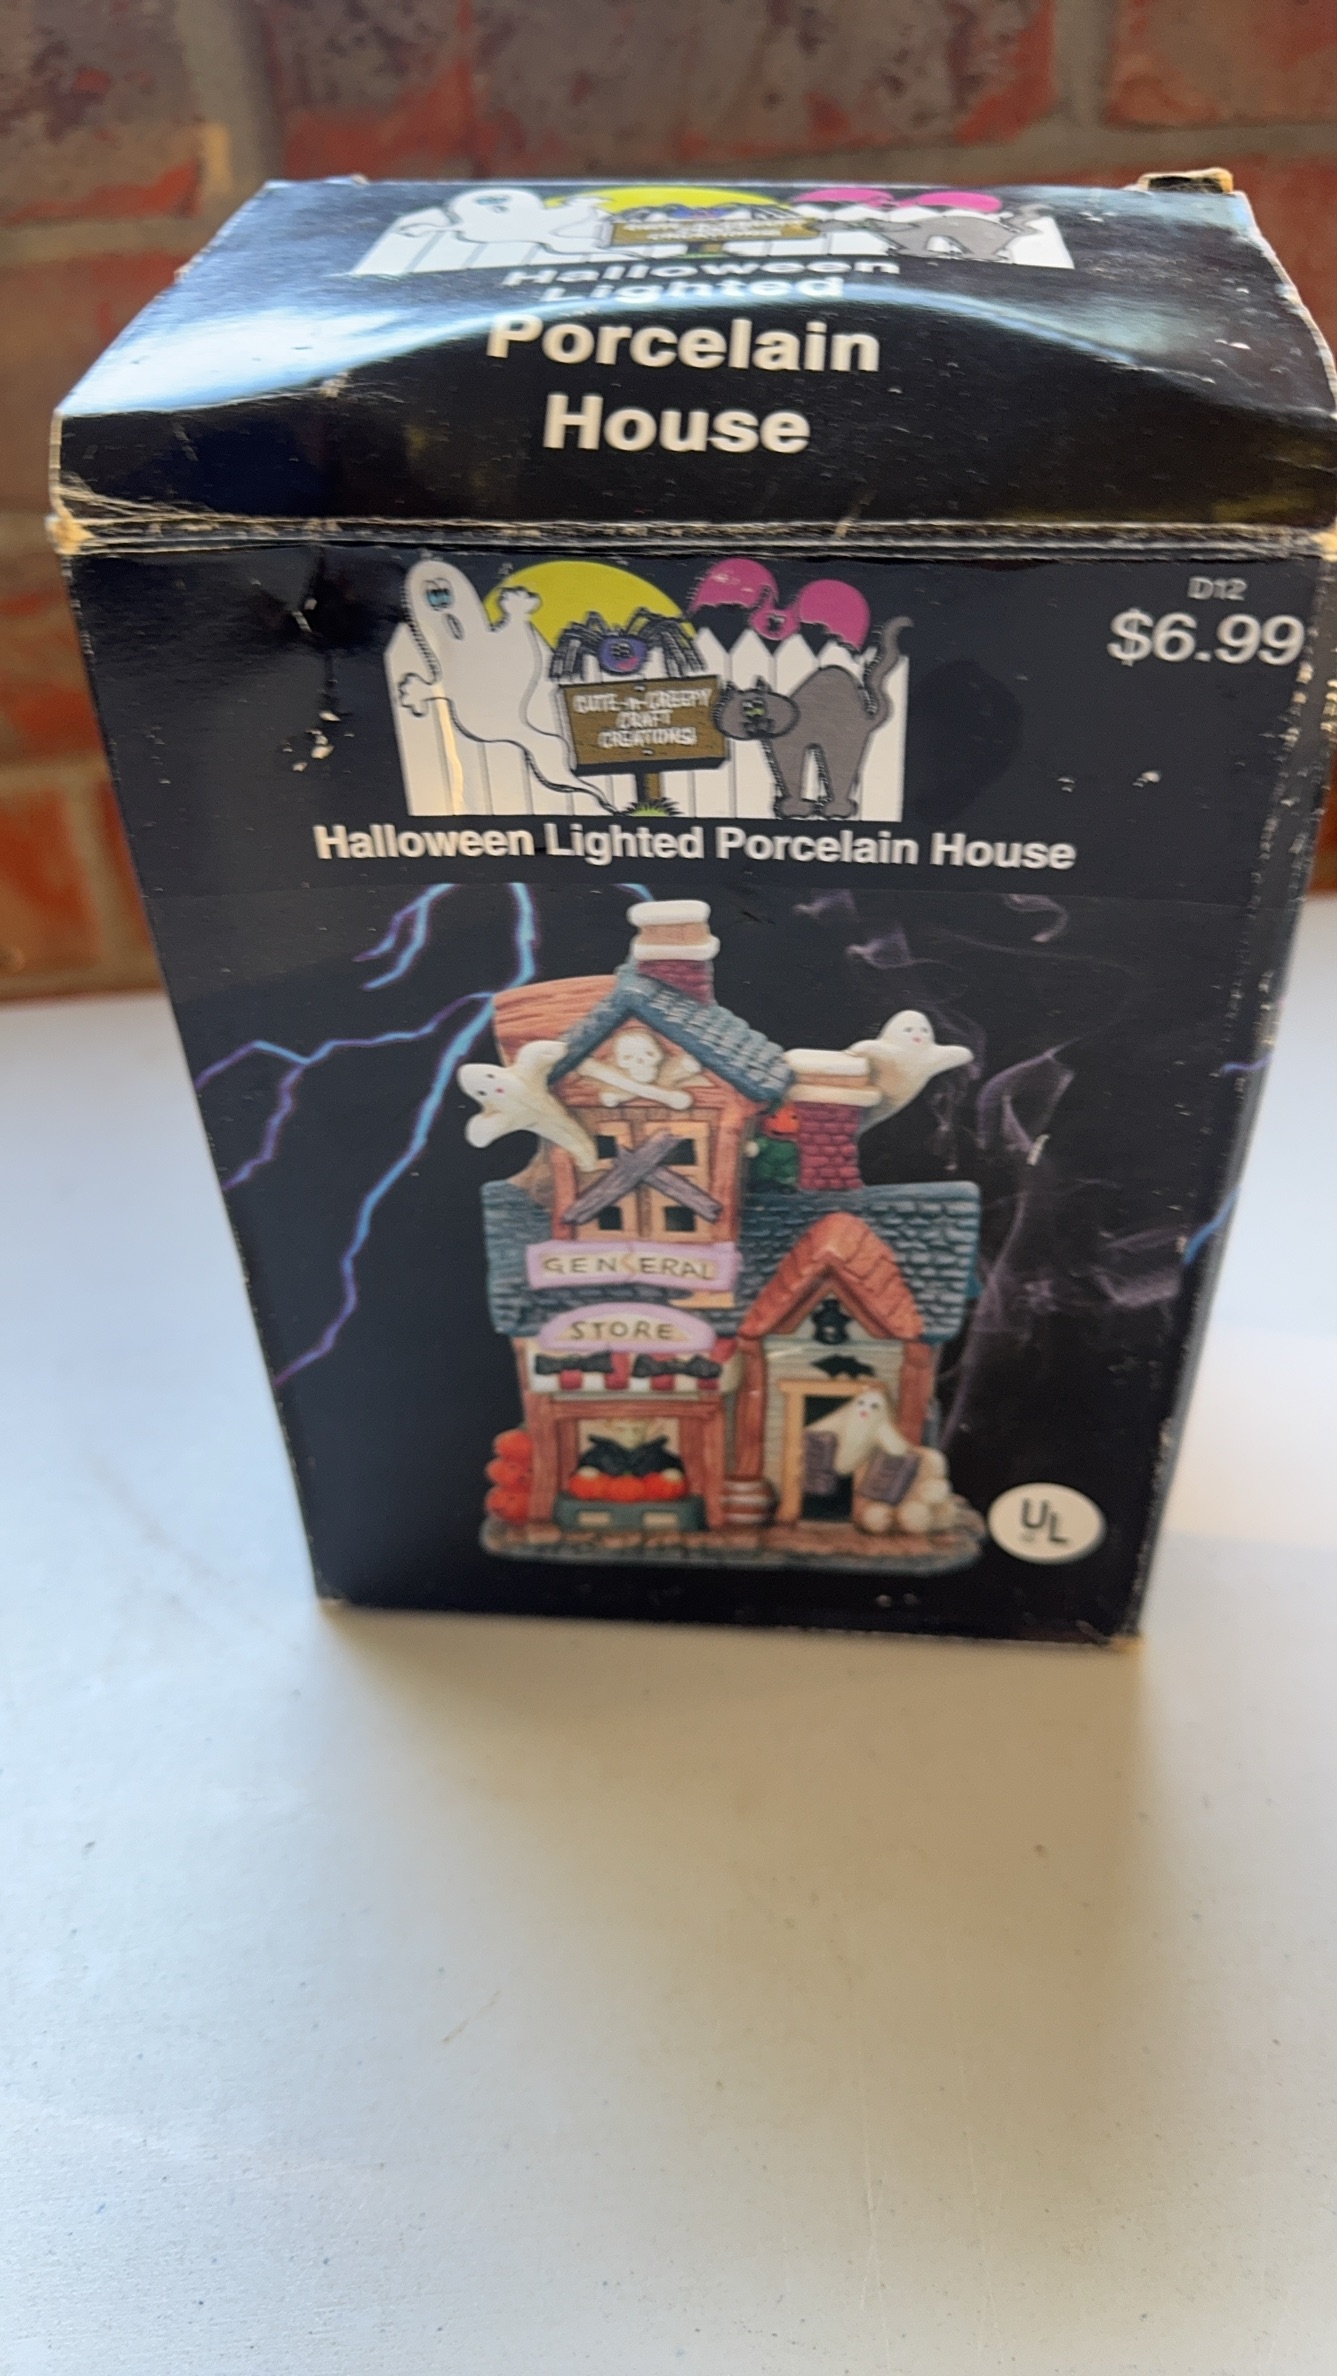 Halloween
Lighted
Porcelain
House
D12
$6.99
CUTE-N-CREEPY
CRAFT
CREATIONS!
Halloween Lighted Porcelain House
GENERAL
STORE
UL